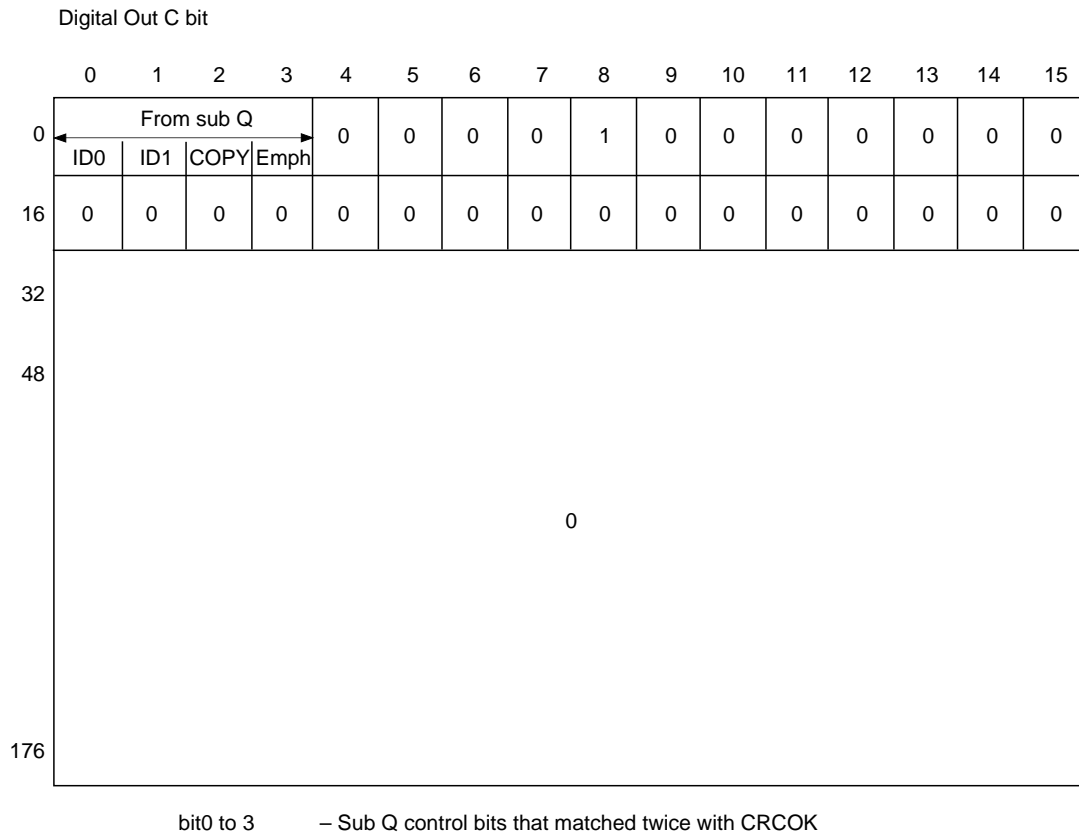 Digital Out C bit
0 1 2 3 4 5 6 7 8 9 10 11 12 13 14 15
From sub Q
0 0 0 0 0 1 0 0 0 0 0 0 0
ID0 ID1 COPY Emph
16 0 0 0 0 0 0 0 0 0 0 0 0 0 0 0 0
32
48
0
176
bit0 to 3 – Sub Q control bits that matched twice with CRCOK